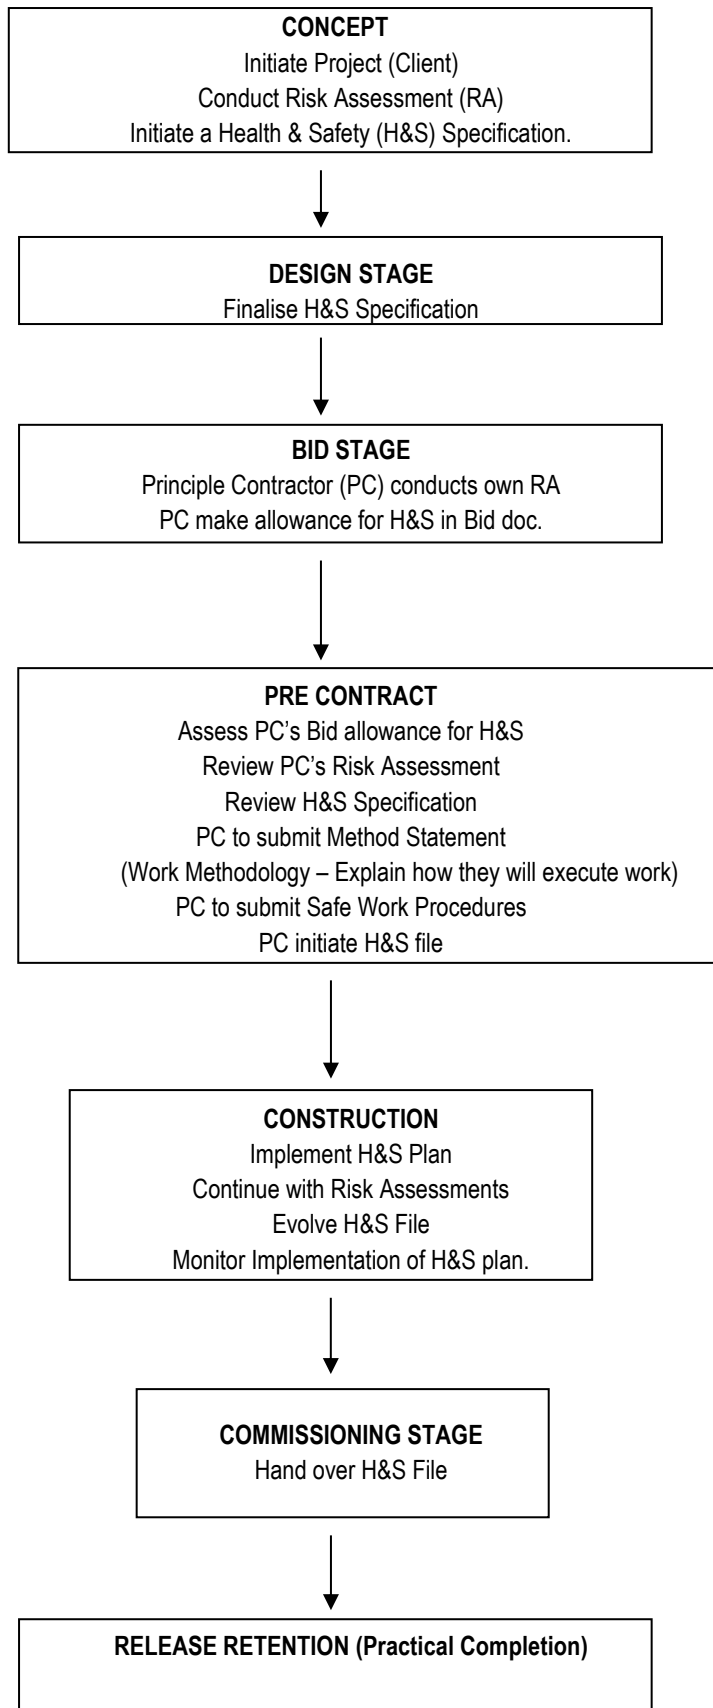 CONCEPT
Initiate Project (Client)
Conduct Risk Assessment (RA)
Initiate a Health & Safety (H&S) Specification.
DESIGN STAGE
Finalise H&S Specification
BID STAGE
Principle Contractor (PC) conducts own RA
PC make allowance for H&S in Bid doc.
PRE CONTRACT
Assess PC’s Bid allowance for H&S
Review PC’s Risk Assessment
Review H&S Specification
PC to submit Method Statement
(Work Methodology – Explain how they will execute work)
PC to submit Safe Work Procedures
PC initiate H&S file
CONSTRUCTION
Implement H&S Plan
Continue with Risk Assessments
Evolve H&S File
Monitor Implementation of H&S plan.
COMMISSIONING STAGE
Hand over H&S File
RELEASE RETENTION (Practical Completion)